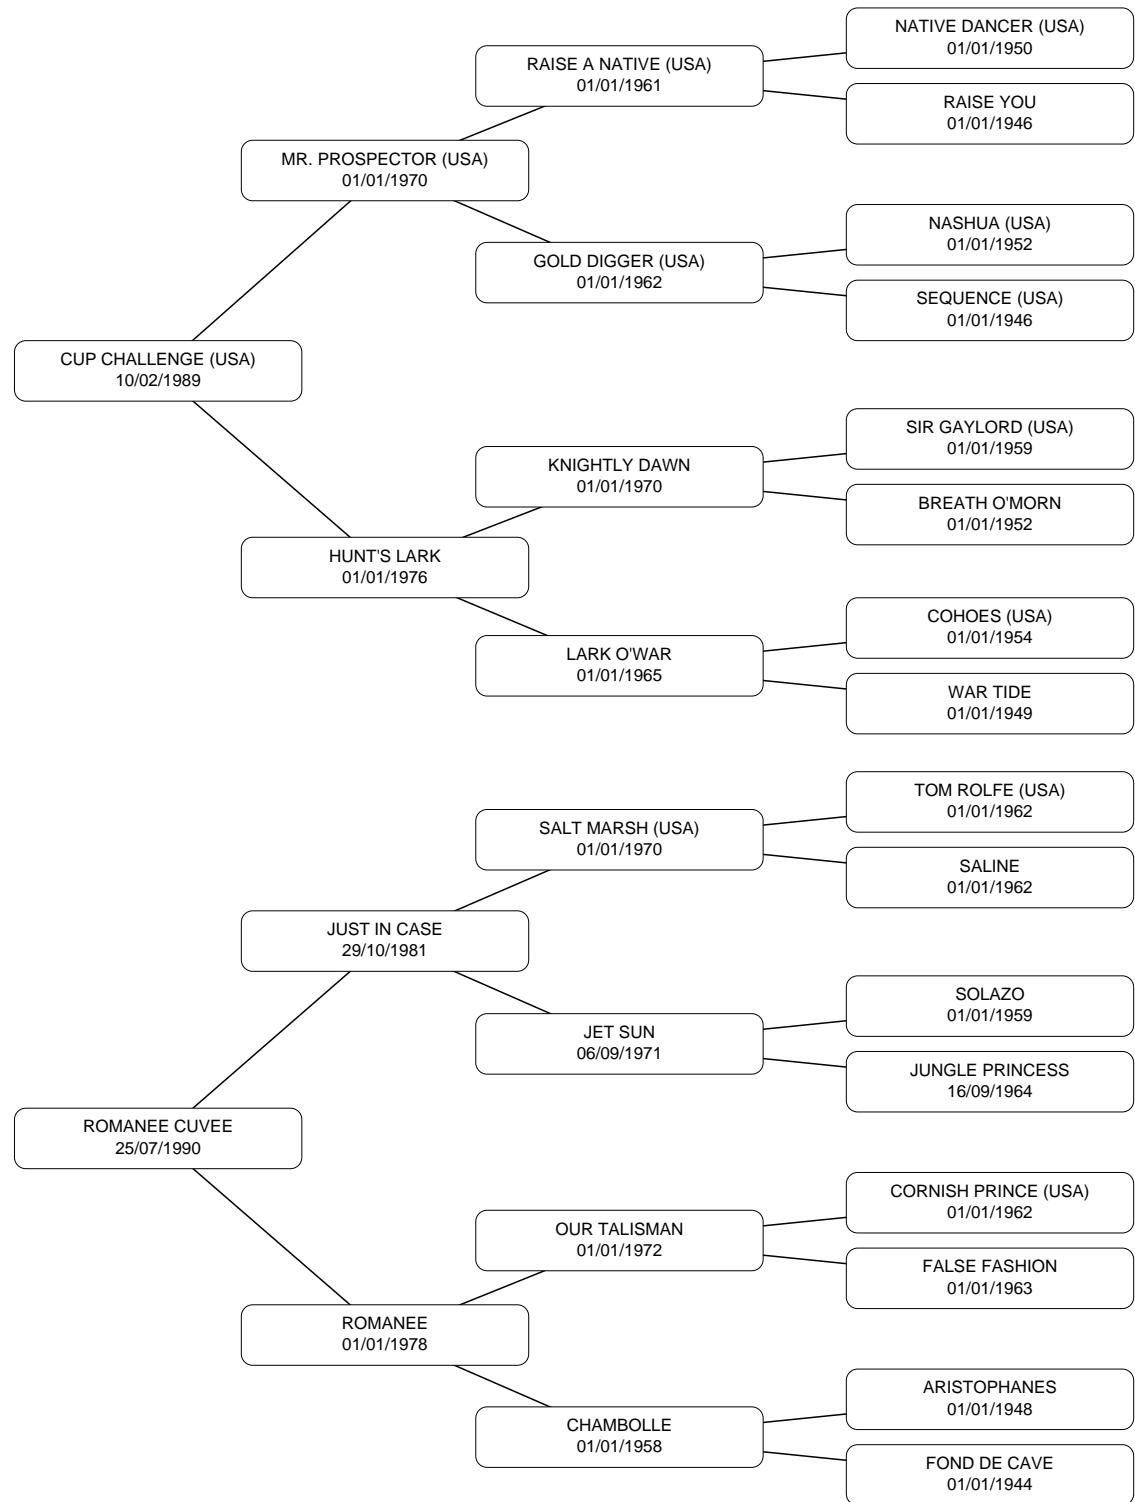 NATIVE DANCER (USA)
01/01/1950
RAISE A NATIVE (USA)
01/01/1961
RAISE YOU
01/01/1946
MR. PROSPECTOR (USA)
01/01/1970
NASHUA (USA)
01/01/1952
GOLD DIGGER (USA)
01/01/1962
SEQUENCE (USA)
01/01/1946
CUP CHALLENGE (USA)
10/02/1989
SIR GAYLORD (USA)
01/01/1959
KNIGHTLY DAWN
01/01/1970
BREATH O'MORN
01/01/1952
HUNT'S LARK
01/01/1976
COHOES (USA)
01/01/1954
LARK O'WAR
01/01/1965
WAR TIDE
01/01/1949
TOM ROLFE (USA)
01/01/1962
SALT MARSH (USA)
01/01/1970
SALINE
01/01/1962
JUST IN CASE
29/10/1981
SOLAZO
01/01/1959
JET SUN
06/09/1971
JUNGLE PRINCESS
16/09/1964
ROMANEE CUVEE
25/07/1990
CORNISH PRINCE (USA)
01/01/1962
OUR TALISMAN
01/01/1972
FALSE FASHION
01/01/1963
ROMANEE
01/01/1978
ARISTOPHANES
01/01/1948
CHAMBOLLE
01/01/1958
FOND DE CAVE
01/01/1944